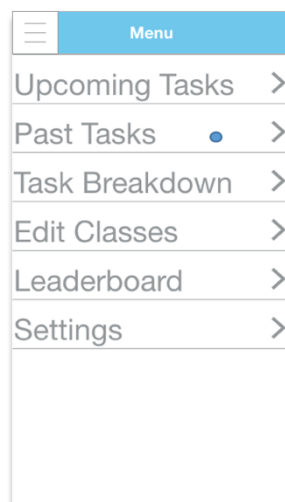 Menu
Upcoming Tasks
Past Tasks
Task Breakdown
Edit Classes
Leaderboard
Settings